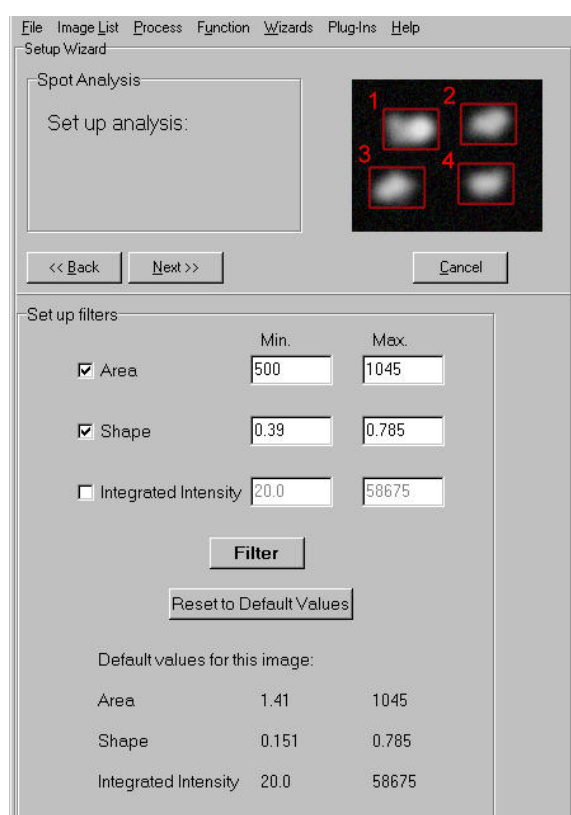 File Image List Process Function Wizards Plug-Ins Help
Setup Wizard
Spot Analysis
Set up analysis:
1 2
3 4
<< Back Next >> Cancel
Set up filters
Min. Max.
Area 500 1045
Shape 0.39 0.785
Integrated Intensity 20.0 58675
Filter
Reset to Default Values
Default values for this image:
Area 1.41 1045
Shape 0.151 0.785
Integrated Intensity 20.0 58675